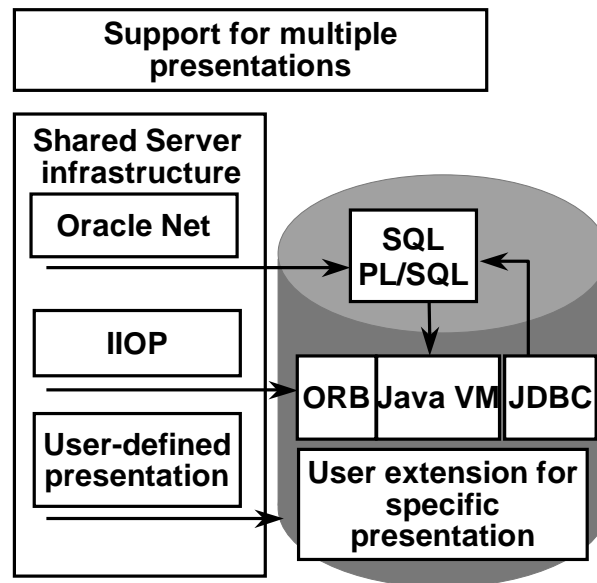 Support for multiple
presentations
Shared Server
infrastructure
Oracle Net
SQL
PL/SQL
IIOP
ORB
Java VM
JDBC
User-defined
presentation
User extension for
specific
presentation